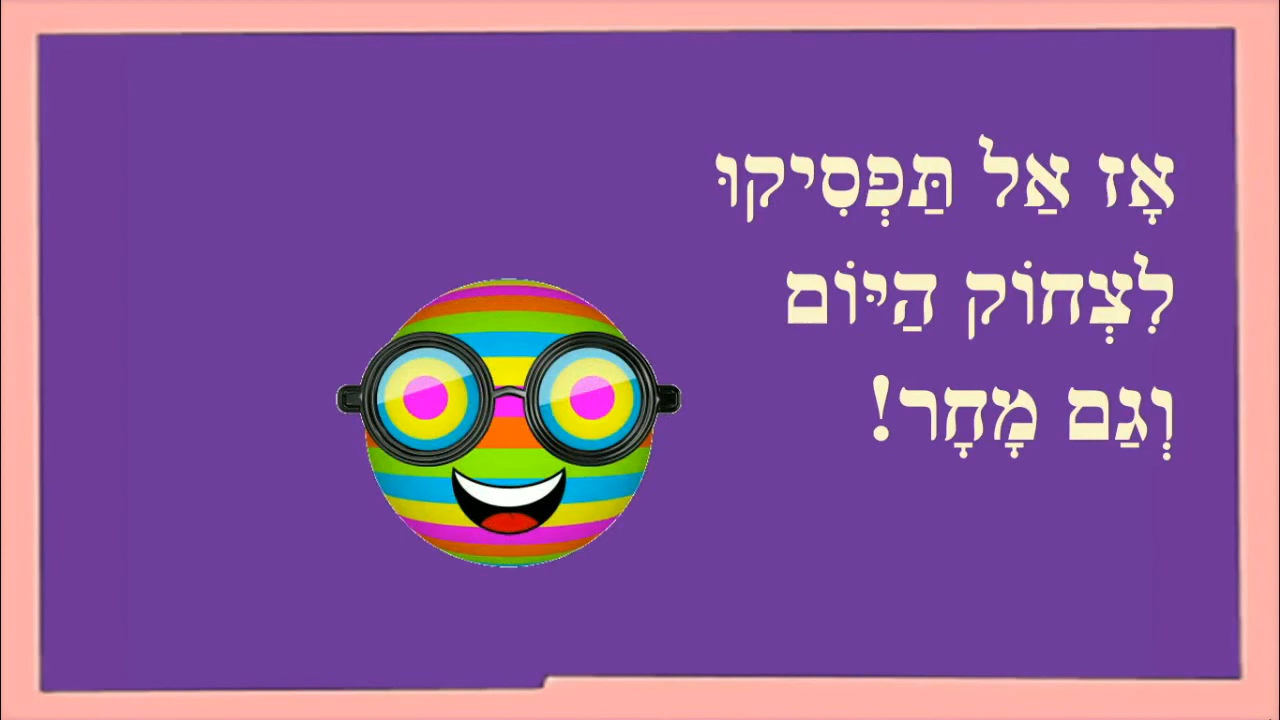 אָז אַל תַּפְסִיקוּ
לִצְחוֹק הַיּוֹם
וְגַם מָחָר!